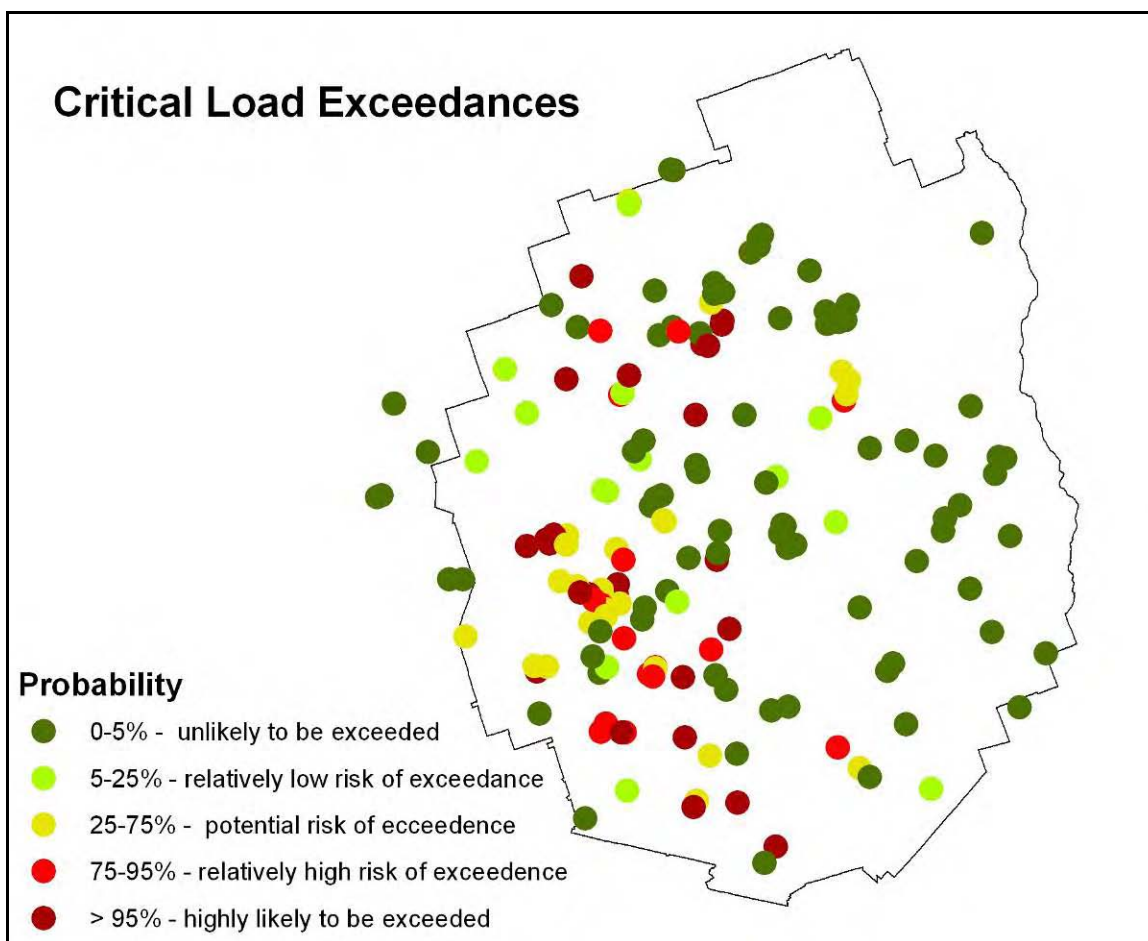 Critical Load Exceedances
Probability
0-5% - unlikely to be exceeded
5-25% - relatively low risk of exceedance
25-75% - potential risk of ecceedence
75-95% - relatively high risk of exceedence
> 95% - highly likely to be exceeded